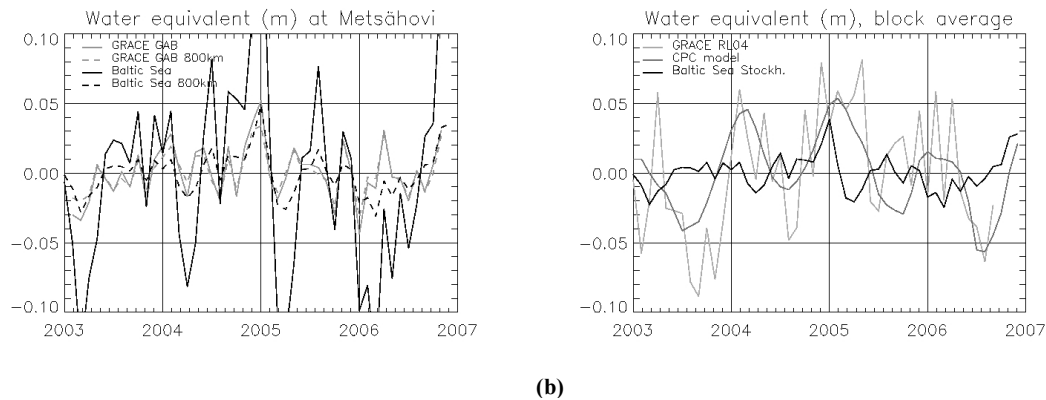 Water equivalent (m) at Metsähovi
0.10
GRACE GAB
GRACE GAB 800km
Baltic Sea
Baltic Sea 800km
0.05
0.00
−0.05
−0.10
2003 2004 2005 2006 2007
Water equivalent (m), block average
0.10
GRACE RL04
CPC model
Baltic Sea Stockh.
0.05
0.00
−0.05
−0.10
2003 2004 2005 2006 2007
(b)